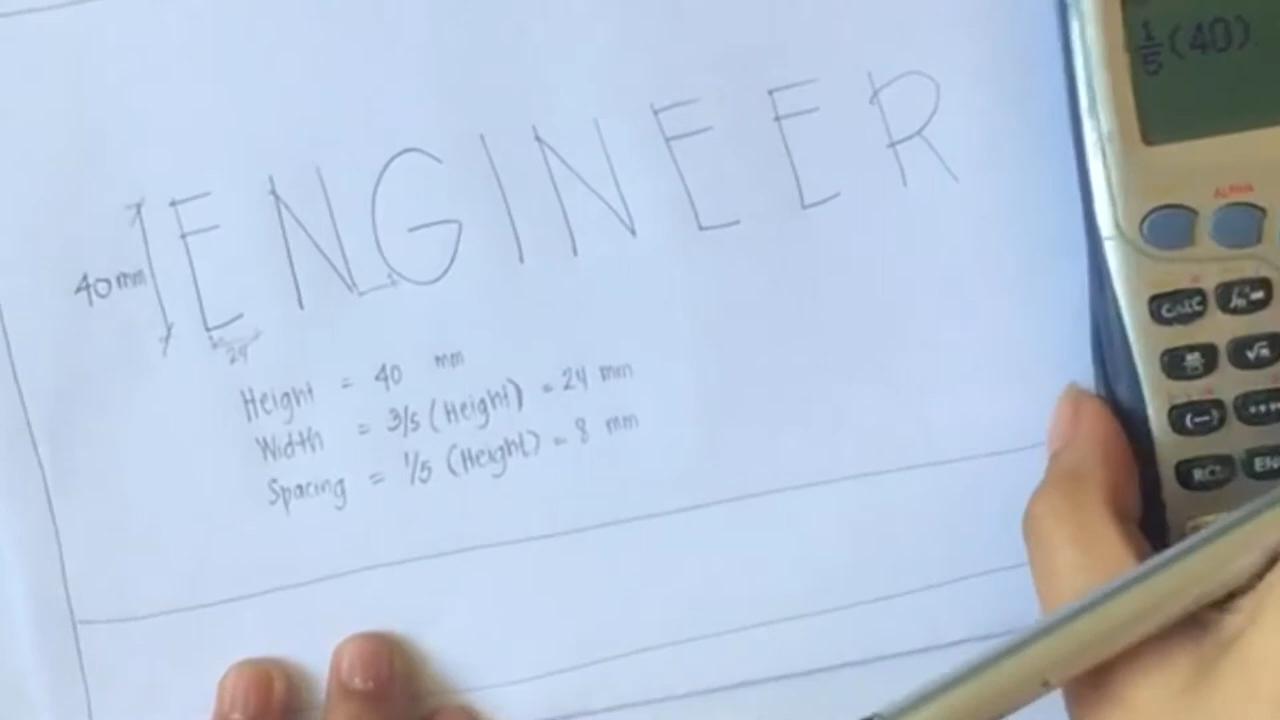 1/5(40)
ENGINEER
40mm
24
Height = 40 mm
Width = 3/5 (Height) = 24 mm
Spacing = 1/5 (Height) = 8 mm
ALPHA
CALC
(-)
RCL